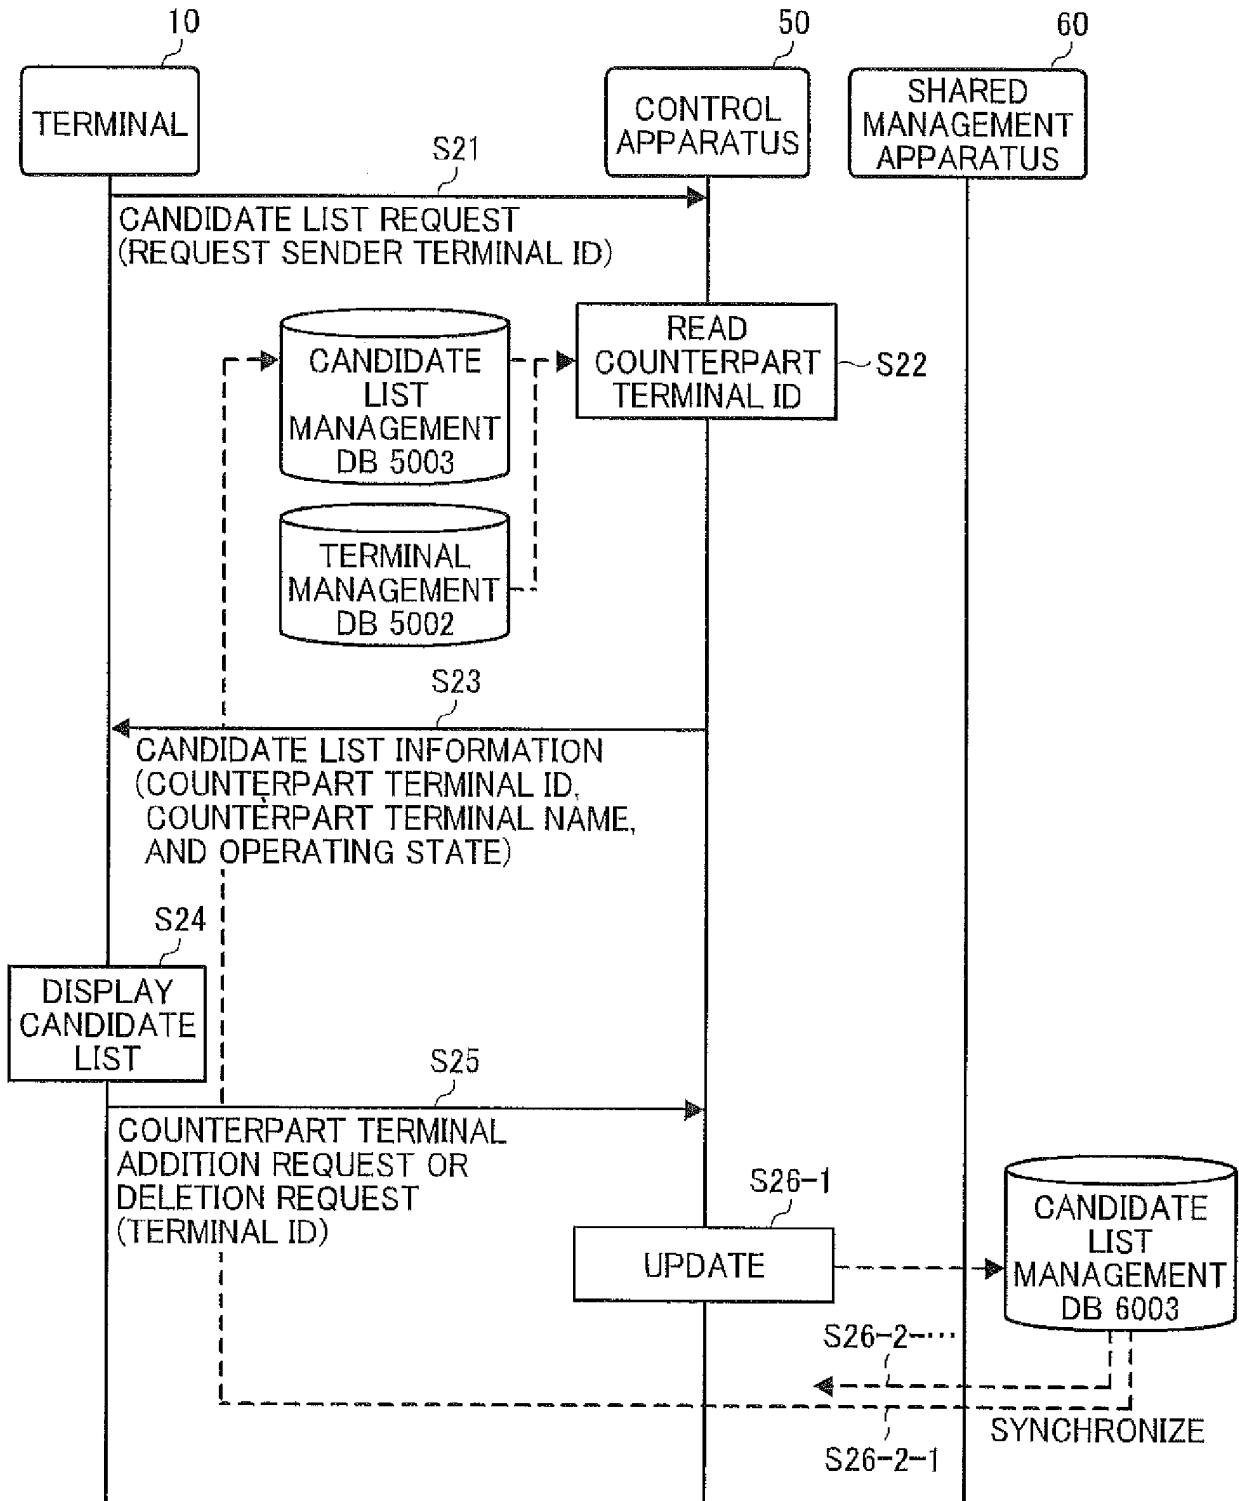 10
50
60
TERMINAL
CONTROL
APPARATUS
SHARED
MANAGEMENT
APPARATUS
S21
CANDIDATE LIST REQUEST
(REQUEST SENDER TERMINAL ID)
CANDIDATE
LIST
MANAGEMENT
DB 5003
READ
COUNTERPART
TERMINAL ID
S22
TERMINAL
MANAGEMENT
DB 5002
S23
CANDIDATE LIST INFORMATION
(COUNTERPART TERMINAL ID,
COUNTERPART TERMINAL NAME,
AND OPERATING STATE)
S24
DISPLAY
CANDIDATE
LIST
S25
COUNTERPART TERMINAL
ADDITION REQUEST OR
DELETION REQUEST
(TERMINAL ID)
S26-1
UPDATE
CANDIDATE
LIST
MANAGEMENT
DB 6003
S26-2-···
SYNCHRONIZE
S26-2-1